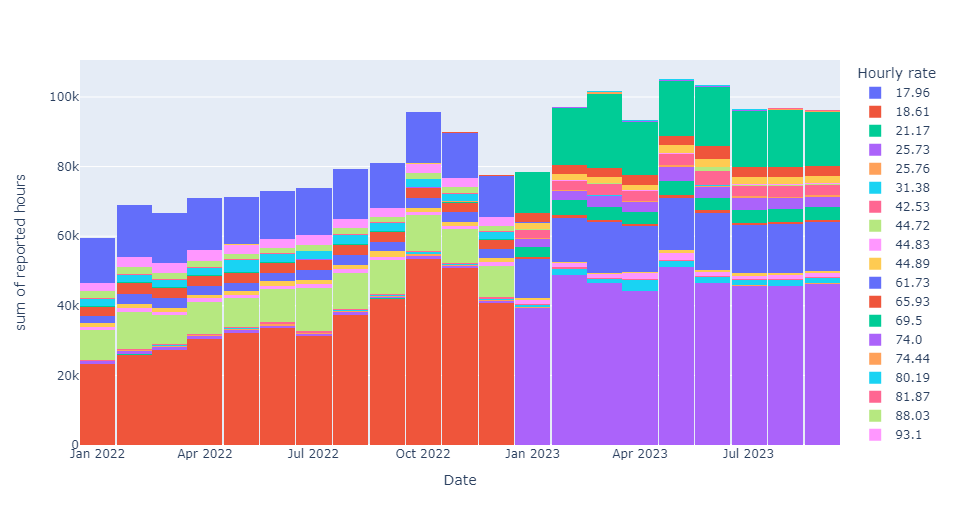 Hourly rate
17.96
18.61
21.17
25.73
25.76
31.38
42.53
44.72
44.83
44.89
61.73
65.93
69.5
74.0
74.44
80.19
81.87
88.03
93.1
sum of reported hours
100k
80k
60k
40k
20k
0
Jan 2022
Apr 2022
Jul 2022
Oct 2022
Jan 2023
Apr 2023
Jul 2023
Date